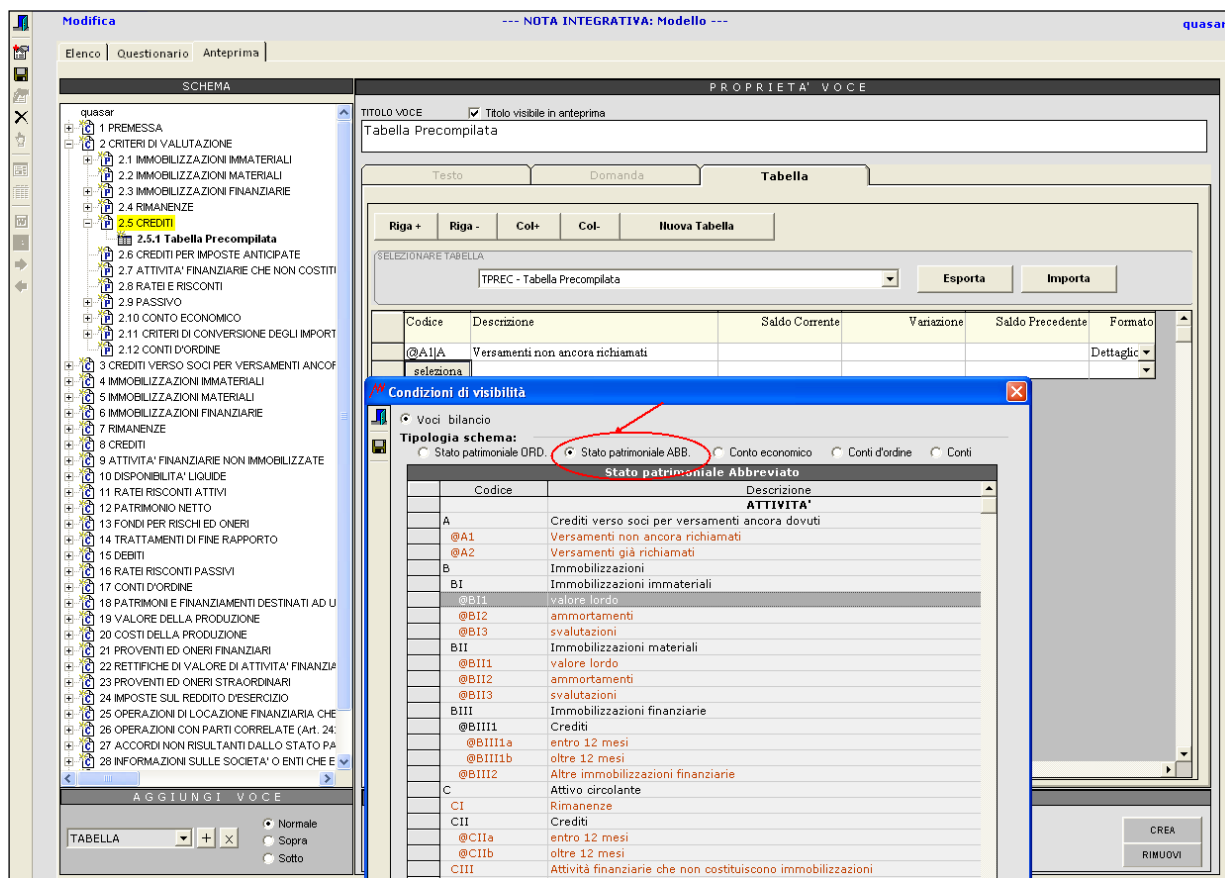 Modifica
--- NOTA INTEGRATIVA: Modello ---
quasar
Elenco
Questionario
Anteprima
SCHEMA
quasar
1 PREMESSA
2 CRITERI DI VALUTAZIONE
2.1 IMMOBILIZZAZIONI IMMATERIALI
2.2 IMMOBILIZZAZIONI MATERIALI
2.3 IMMOBILIZZAZIONI FINANZIARIE
2.4 RIMANENZE
2.5 CREDITI
2.5.1 Tabella Precompilata
2.6 CREDITI PER IMPOSTE ANTICIPATE
2.7 ATTIVITA' FINANZIARIE CHE NON COSTITI
2.8 RATEI E RISCONTI
2.9 PASSIVO
2.10 CONTO ECONOMICO
2.11 CRITERI DI CONVERSIONE DEGLI IMPORT
2.12 CONTI D'ORDINE
3 CREDITI VERSO SOCI PER VERSAMENTI ANCOR
4 IMMOBILIZZAZIONI IMMATERIALI
5 IMMOBILIZZAZIONI MATERIALI
6 IMMOBILIZZAZIONI FINANZIARIE
7 RIMANENZE
8 CREDITI
9 ATTIVITA' FINANZIARIE NON IMMOBILIZZATE
10 DISPONIBILITA' LIQUIDE
11 RATEI RISCONTI ATTIVI
12 PATRIMONIO NETTO
13 FONDI PER RISCHI ED ONERI
14 TRATTAMENTI DI FINE RAPPORTO
15 DEBITI
16 RATEI RISCONTI PASSIVI
17 CONTI D'ORDINE
18 PATRIMONI E FINANZIAMENTI DESTINATI AD U
19 VALORE DELLA PRODUZIONE
20 COSTI DELLA PRODUZIONE
21 PROVENTI ED ONERI FINANZIARI
22 RETTIFICHE DI VALORE DI ATTIVITA' FINANZIA
23 PROVENTI ED ONERI STRAORDINARI
24 IMPOSTE SUL REDDITO D'ESERCIZIO
25 OPERAZIONI DI LOCAZIONE FINANZIARIA CHE
26 OPERAZIONI CON PARTI CORRELATE (Art. 24:
27 ACCORDI NON RISULTANTI DALLO STATO PA
28 INFORMAZIONI SULLE SOCIETA' O ENTI CHE E
AGGIUNGI VOCE
TABELLA
+
x
Normale
Sopra
Sotto
PROPRIETA' VOCE
TITOLO VOCE
Titolo visibile in anteprima
Tabella Precompilata
Testo
Domanda
Tabella
Riga +
Riga -
Col+
Col-
Nuova Tabella
SELEZIONARE TABELLA
TPREC - Tabella Precompilata
Esporta
Importa
Codice Descrizione Saldo Corrente Variazione Saldo Precedente Formato
@A1|A Versamenti non ancora richiamati Dettaglic
seleziona
Condizioni di visibilità
Voci bilancio
Tipologia schema:
Stato patrimoniale ORD. Stato patrimoniale ABB. Conto economico Conti d'ordine Conti
Stato patrimoniale Abbreviato
Codice Descrizione
ATTIVITA'
A Crediti verso soci per versamenti ancora dovuti
@A1 Versamenti non ancora richiamati
@A2 Versamenti già richiamati
B Immobilizzazioni
BI Immobilizzazioni immateriali
@BI1 valore lordo
@BI2 ammortamenti
@BI3 svalutazioni
BII Immobilizzazioni materiali
@BII1 valore lordo
@BII2 ammortamenti
@BII3 svalutazioni
BIII Immobilizzazioni finanziarie
@BIII1 Crediti
@BIII1a entro 12 mesi
@BIII1b oltre 12 mesi
@BIII2 Altre immobilizzazioni finanziarie
C Attivo circolante
CI Rimanenze
CII Crediti
@CIIa entro 12 mesi
@CIIb oltre 12 mesi
CIII Attività finanziarie che non costituiscono immobilizzazioni
CREA
RIMUOVI